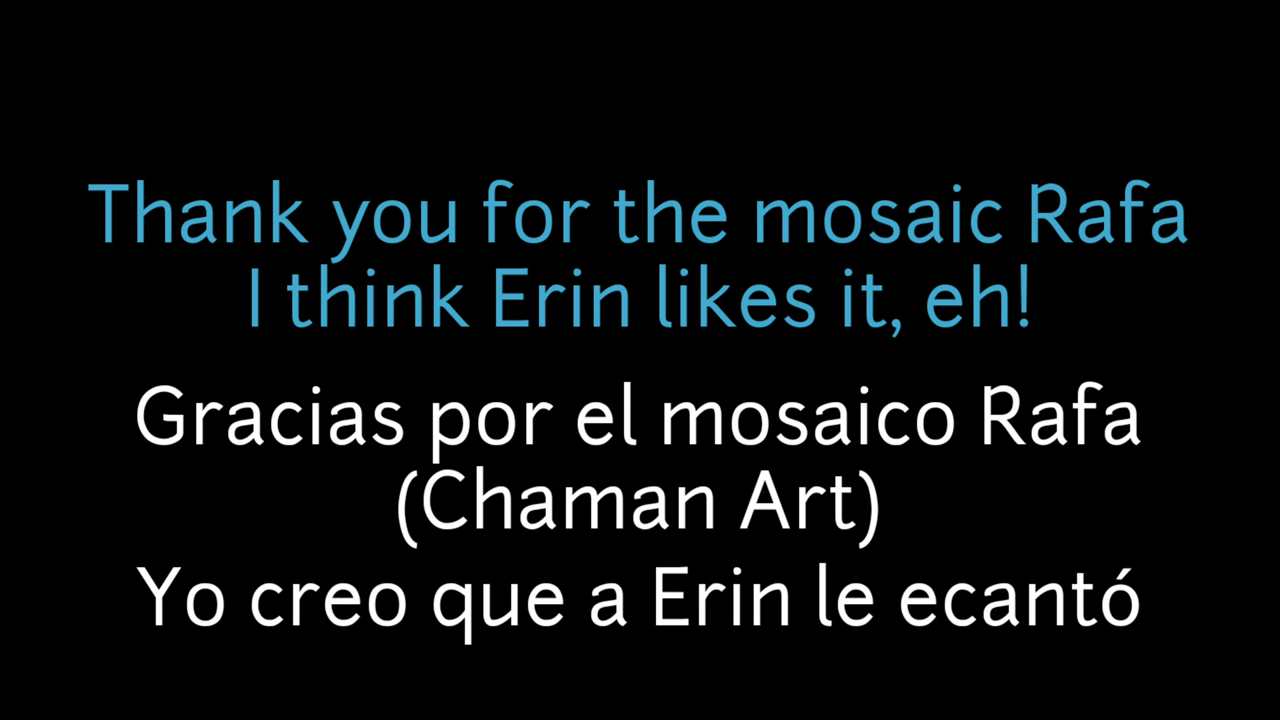 Thank you for the mosaic Rafa
I think Erin likes it, eh!
Gracias por el mosaico Rafa
(Chaman Art)
Yo creo que a Erin le ecantó